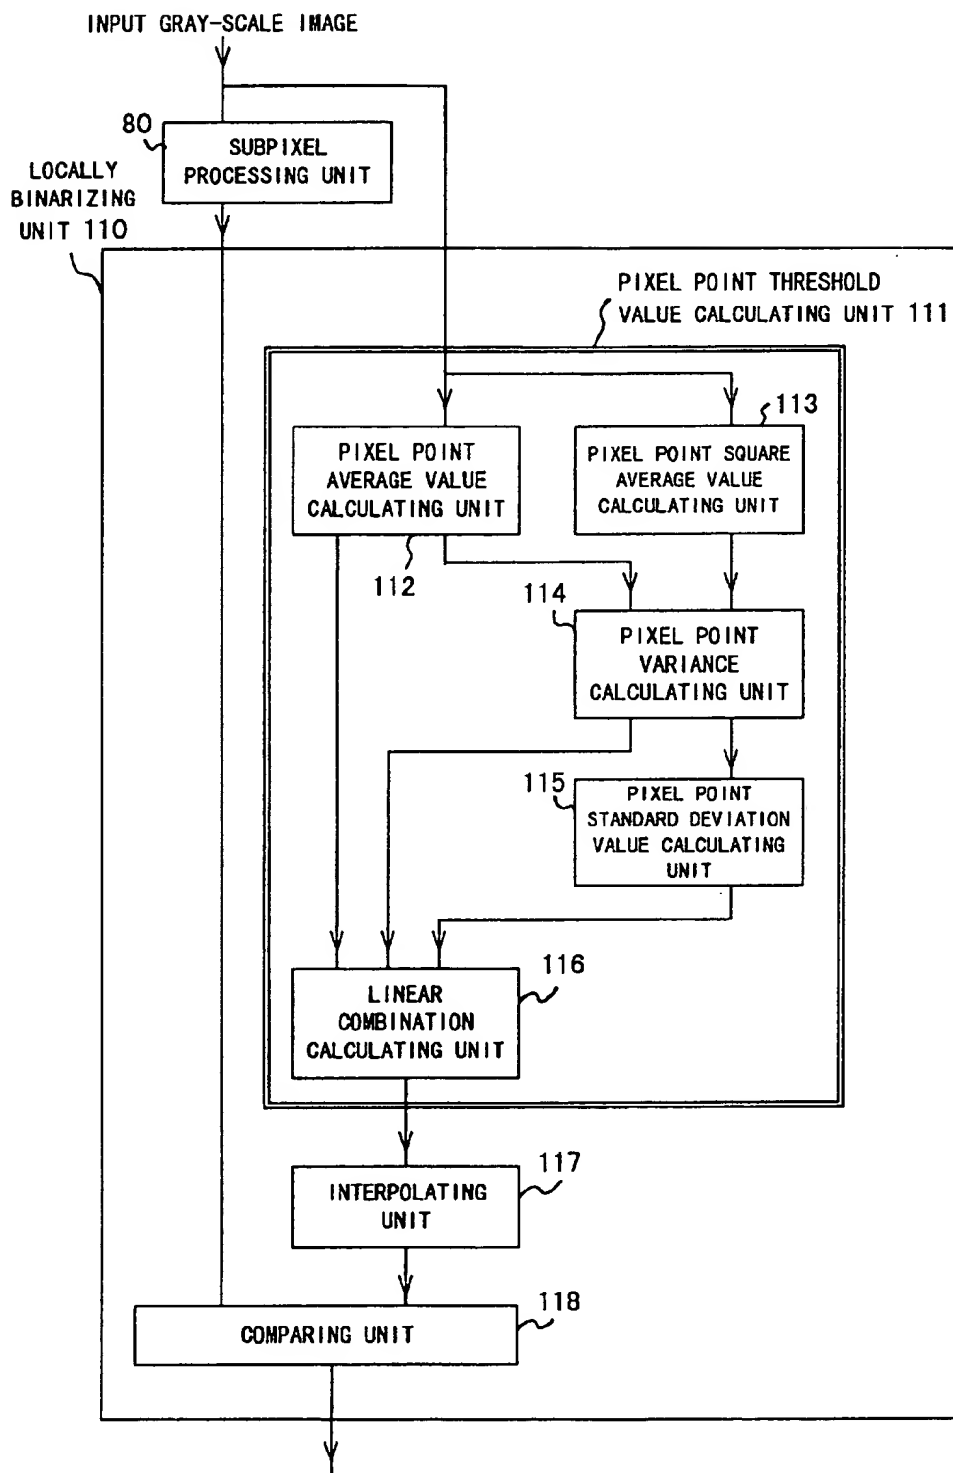 INPUT GRAY-SCALE IMAGE
80
SUBPIXEL
PROCESSING UNIT
LOCALLY
BINARIZING
UNIT 110
PIXEL POINT THRESHOLD
VALUE CALCULATING UNIT 111
113
PIXEL POINT
AVERAGE VALUE
CALCULATING UNIT
PIXEL POINT SQUARE
AVERAGE VALUE
CALCULATING UNIT
112
114
PIXEL POINT
VARIANCE
CALCULATING UNIT
115
PIXEL POINT
STANDARD DEVIATION
VALUE CALCULATING
UNIT
116
LINEAR
COMBINATION
CALCULATING UNIT
117
INTERPOLATING
UNIT
118
COMPARING UNIT